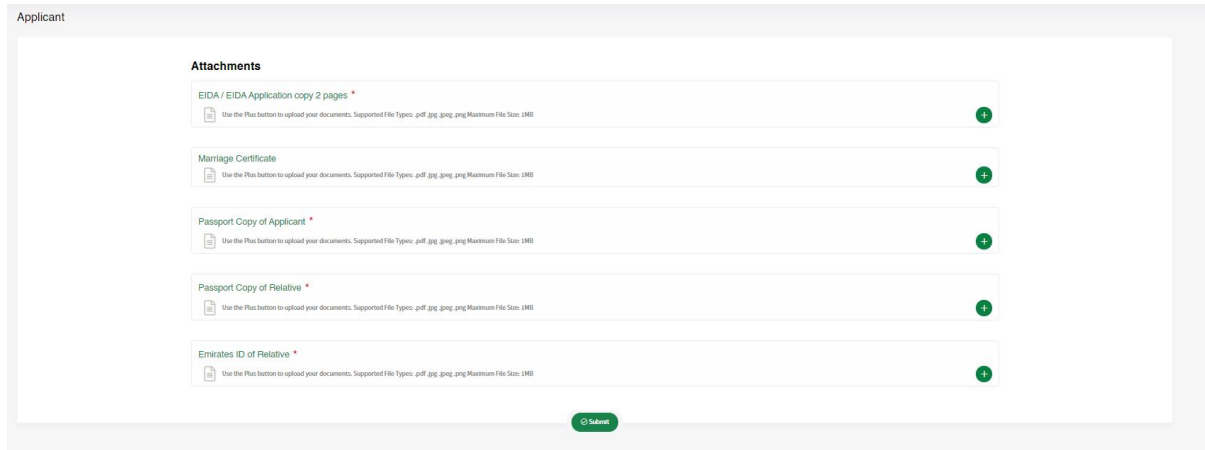 Applicant
Attachments
EIDA / EIDA Application copy 2 pages *
Use the Plus button to upload your documents. Supported File Types: .pdf .jpg .jpeg .png Maximum File Size: 1MB
Marriage Certificate
Use the Plus button to upload your documents. Supported File Types: .pdf .jpg .jpeg .png Maximum File Size: 1MB
Passport Copy of Applicant *
Use the Plus button to upload your documents. Supported File Types: .pdf .jpg .jpeg .png Maximum File Size: 1MB
Passport Copy of Relative *
Use the Plus button to upload your documents. Supported File Types: .pdf .jpg .jpeg .png Maximum File Size: 1MB
Emirates ID of Relative *
Use the Plus button to upload your documents. Supported File Types: .pdf .jpg .jpeg .png Maximum File Size: 1MB
Submit